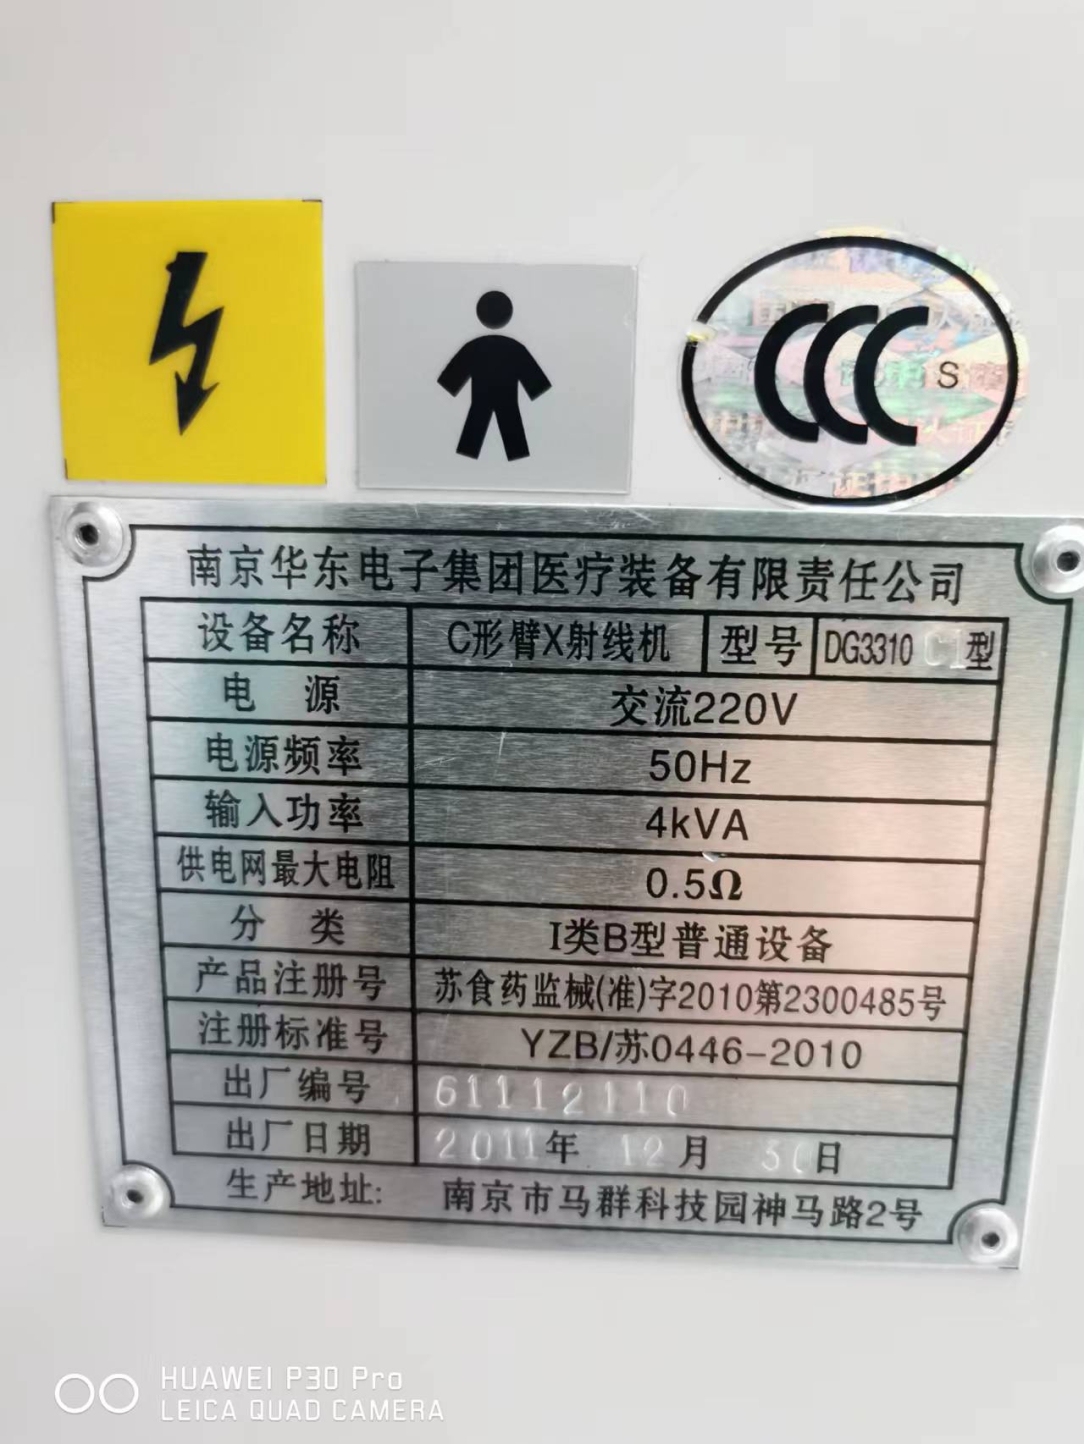 CCC S
南京华东电子集团医疗装备有限责任公司
设备名称 C形臂X射线机 型号 DG3310 C1型
电 源 交流220V
电源频率 50Hz
输入功率 4kVA
供电网最大电阻 0.5Ω
分 类 I类B型普通设备
产品注册号 苏食药监械(准)字2010第2300485号
注册标准号 YZB/苏0446-2010
出厂编号 61112110
出厂日期 2011年 12月 30日
生产地址: 南京市马群科技园神马路2号
HUAWEI P30 Pro
LEICA QUAD CAMERA